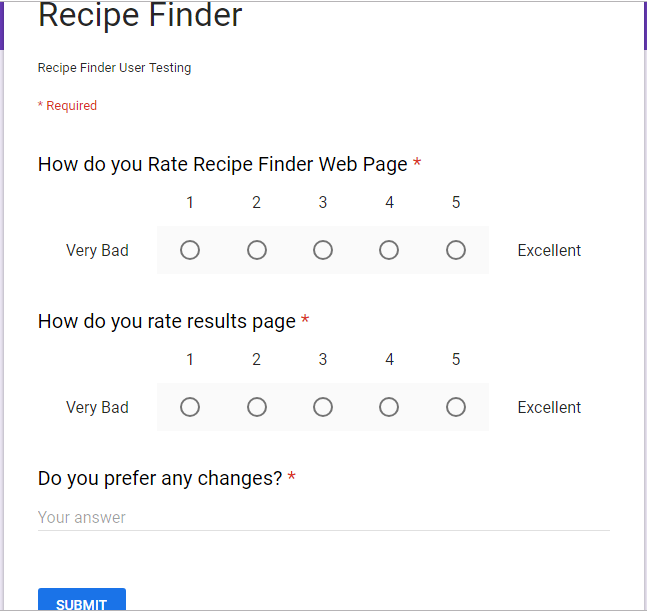 Recipe Finder
Recipe Finder User Testing
* Required
How do you Rate Recipe Finder Web Page *
1 2 3 4 5
Very Bad Excellent
How do you rate results page *
1 2 3 4 5
Very Bad Excellent
Do you prefer any changes? *
Your answer
SUBMIT